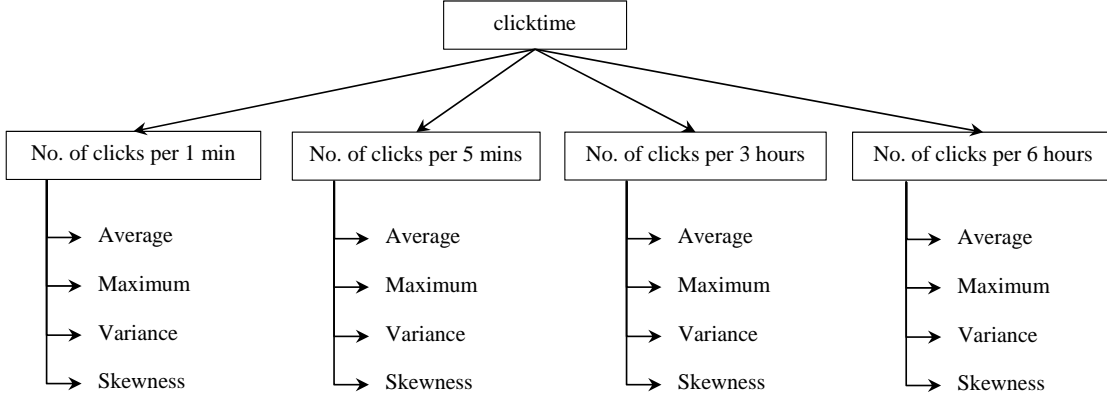 clicktime
No. of clicks per 1 min
No. of clicks per 5 mins
No. of clicks per 3 hours
No. of clicks per 6 hours
Average
Maximum
Variance
Skewness
Average
Maximum
Variance
Skewness
Average
Maximum
Variance
Skewness
Average
Maximum
Variance
Skewness